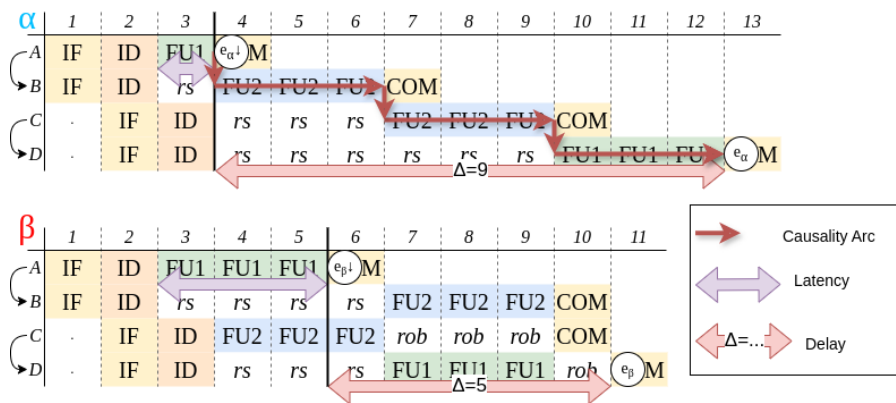 α 1 2 3 4 5 6 7 8 9 10 11 12 13
A IF ID FU1 eα↓ M
B IF ID rs FU2 FU2 FU2 COM
C . IF ID rs rs rs FU2 FU2 FU2 COM
D . IF ID rs rs rs rs rs rs FU1 FU1 FU eα M
Δ=9
β 1 2 3 4 5 6 7 8 9 10 11
A IF ID FU1 FU1 FU1 eβ↓ M
B IF ID rs rs rs rs FU2 FU2 FU2 COM
C . IF ID FU2 FU2 FU2 rob rob rob COM
D . IF ID rs rs rs FU1 FU1 FU1 rob eβ M
Δ=5
Causality Arc
Latency
Δ=... Delay